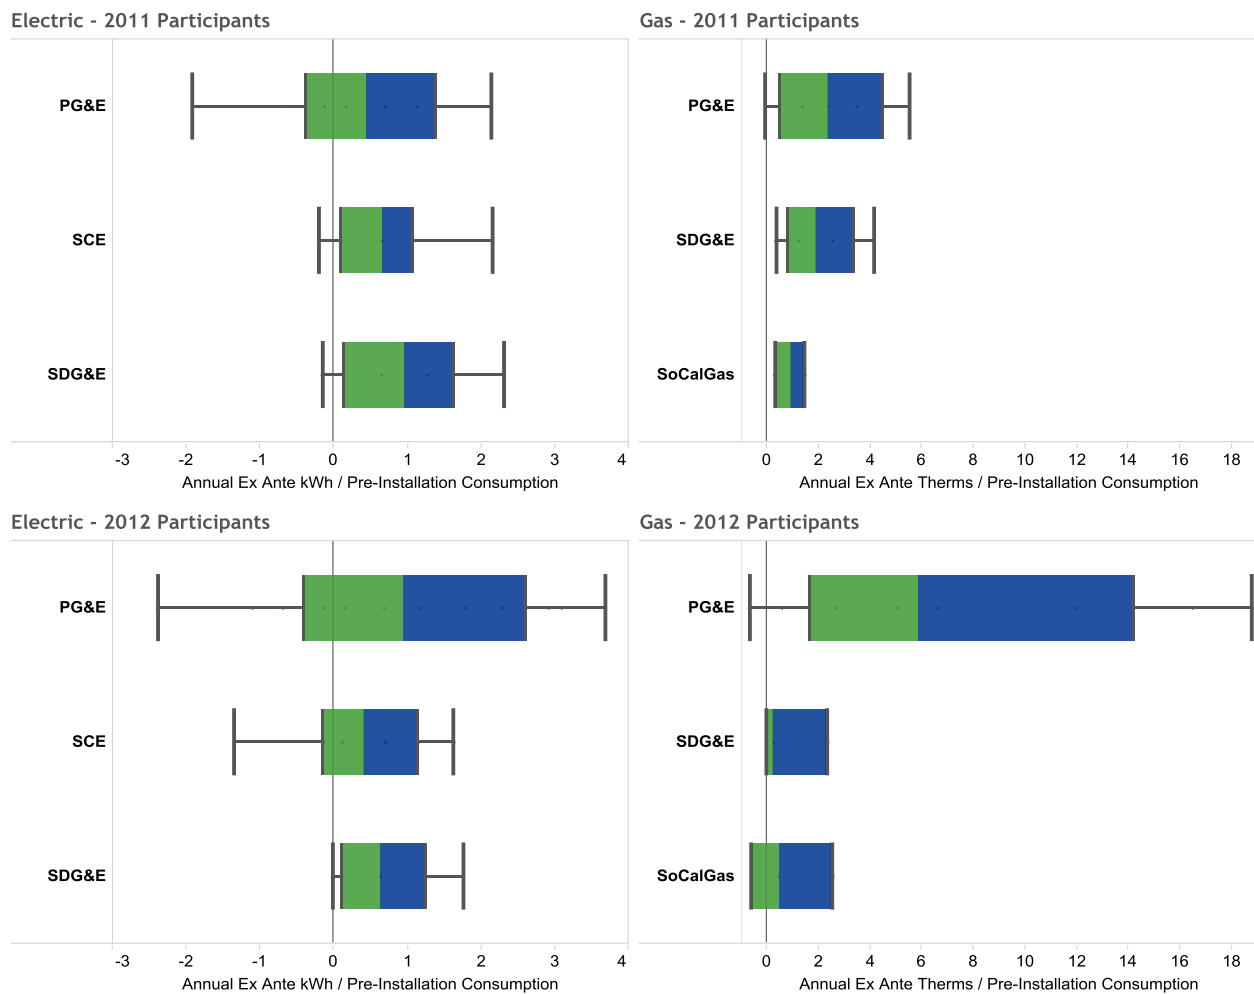 Electric - 2011 Participants
PG&E
SCE
SDG&E
-3 -2 -1 0 1 2 3 4
Annual Ex Ante kWh / Pre-Installation Consumption
Gas - 2011 Participants
PG&E
SDG&E
SoCalGas
0 2 4 6 8 10 12 14 16 18
Annual Ex Ante Therms / Pre-Installation Consumption
Electric - 2012 Participants
PG&E
SCE
SDG&E
-3 -2 -1 0 1 2 3 4
Annual Ex Ante kWh / Pre-Installation Consumption
Gas - 2012 Participants
PG&E
SDG&E
SoCalGas
0 2 4 6 8 10 12 14 16 18
Annual Ex Ante Therms / Pre-Installation Consumption